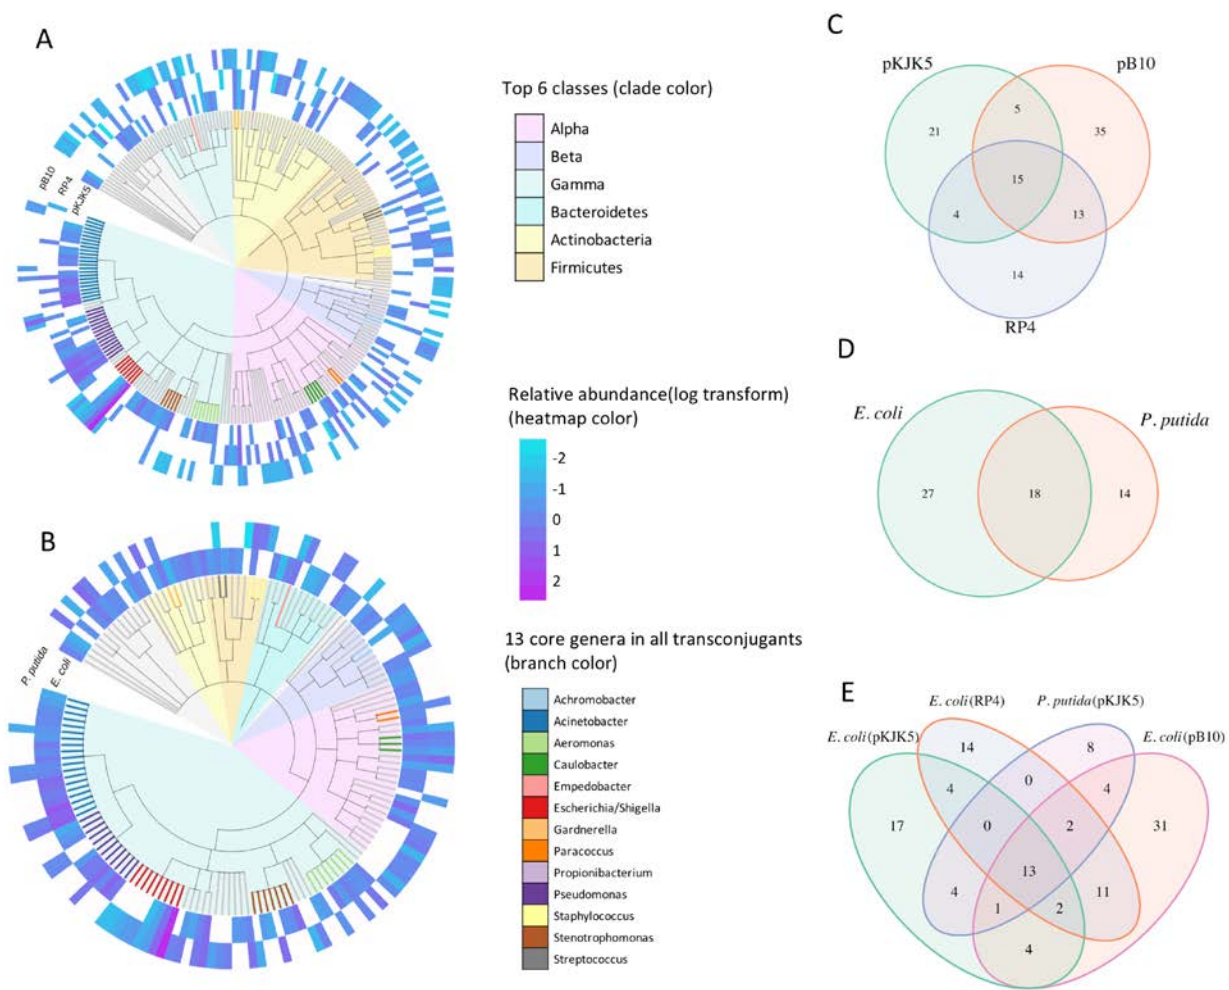 A
pB10
RP4
pKJK5
Top 6 classes (clade color)
Alpha
Beta
Gamma
Bacteroidetes
Actinobacteria
Firmicutes
Relative abundance(log transform)
(heatmap color)
-2
-1
0
1
2
B
P. putida
E. coli
13 core genera in all transconjugants
(branch color)
Achromobacter
Acinetobacter
Aeromonas
Caulobacter
Empedobacter
Escherichia/Shigella
Gardnerella
Paracoccus
Propionibacterium
Pseudomonas
Staphylococcus
Stenotrophomonas
Streptococcus
C
pKJK5
pB10
5
21
35
15
4
13
14
RP4
D
E. coli
P. putida
27
18
14
E
E. coli(RP4)
P. putida(pKJK5)
E. coli(pKJK5)
E. coli(pB10)
14
8
4
0
4
17
0
2
31
13
4
11
1
2
4